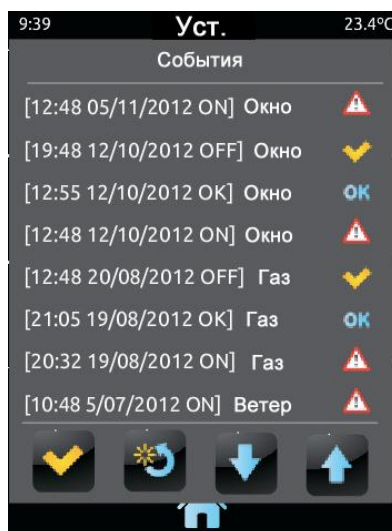 9:39 Уст. 23.4ºC
События
[12:48 05/11/2012 ON] Окно
[19:48 12/10/2012 OFF] Окно
[12:55 12/10/2012 OK] Окно OK
[12:48 12/10/2012 ON] Окно
[12:48 20/08/2012 OFF] Газ
[21:05 19/08/2012 OK] Газ OK
[20:32 19/08/2012 ON] Газ
[10:48 5/07/2012 ON] Ветер